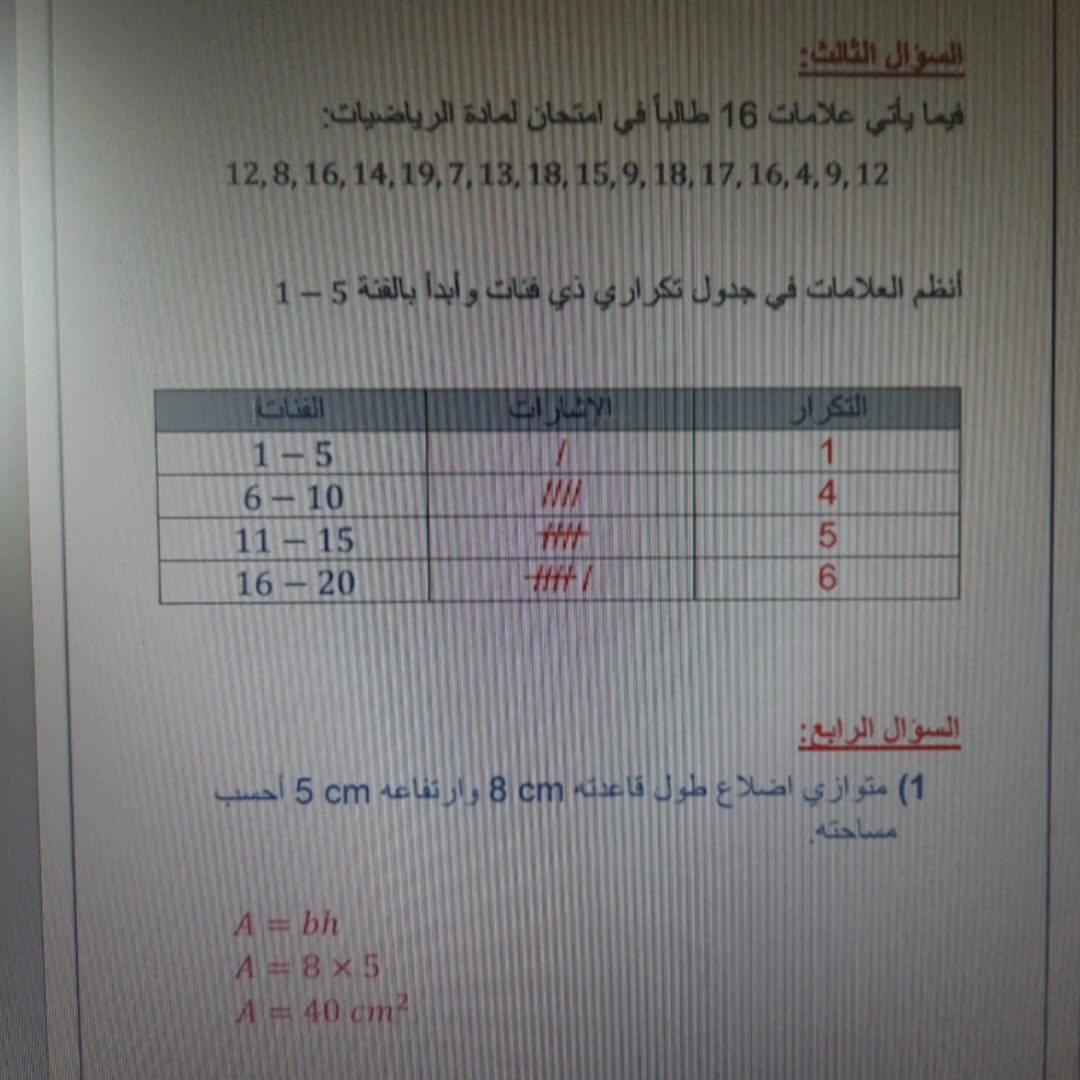 السؤال الثالث:
فيما يأتي علامات 16 طالباً في امتحان لمادة الرياضيات:
12, 8, 16, 14, 19, 7, 13, 18, 15, 9, 18, 17, 16, 4, 9, 12
أنظم العلامات في جدول تكراري ذي فئات وأبدأ بالفئة 5 – 1
الفئات الإشارات التكرار
1 – 5 / 1
6 – 10 //// 4
11 – 15 ䷀ 5
16 – 20 / 6
السؤال الرابع:
1) متوازي اضلاع طول قاعدته 8 cm وارتفاعه 5 cm أحسب
مساحته.
A = bh
A = 8 × 5
A = 40 cm²